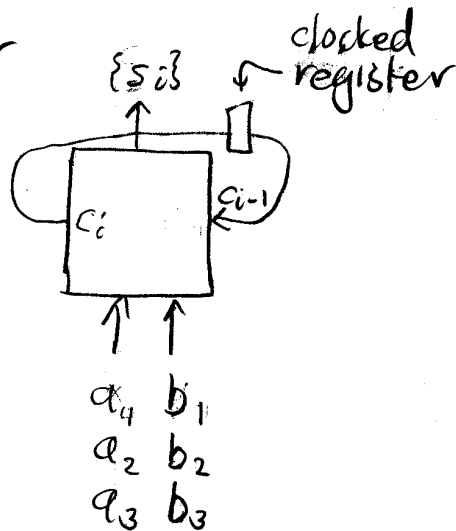 clocked
register
{si}
ci
ci-1
a1 b1
a2 b2
a3 b3